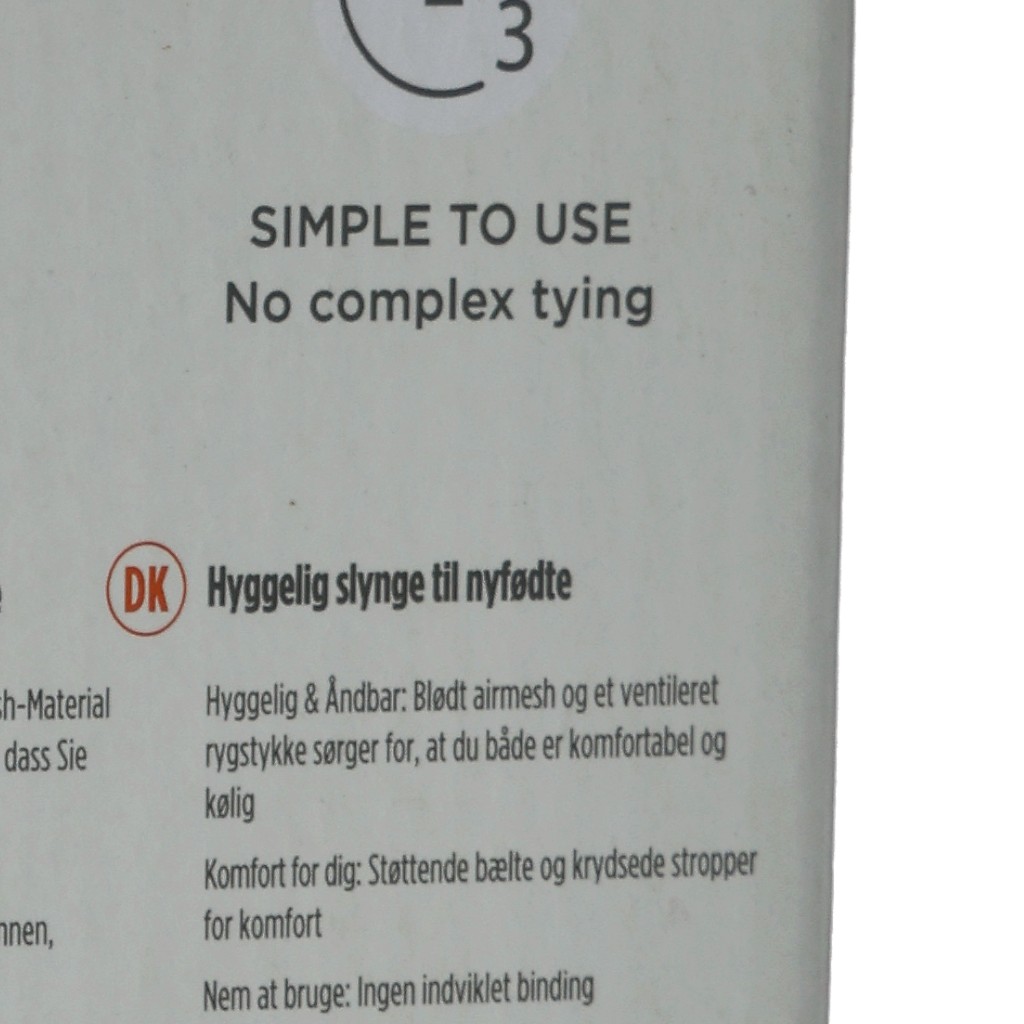 3
SIMPLE TO USE
No complex tying
DK
Hyggelig slynge til nyfødte
Hyggelig & Åndbar: Blødt airmesh og et ventileret
rygstykke sørger for, at du både er komfortabel og
kølig
Komfort for dig: Støttende bælte og krydsede stropper
for komfort
Nem at bruge: Ingen indviklet binding
-Material
dass Sie